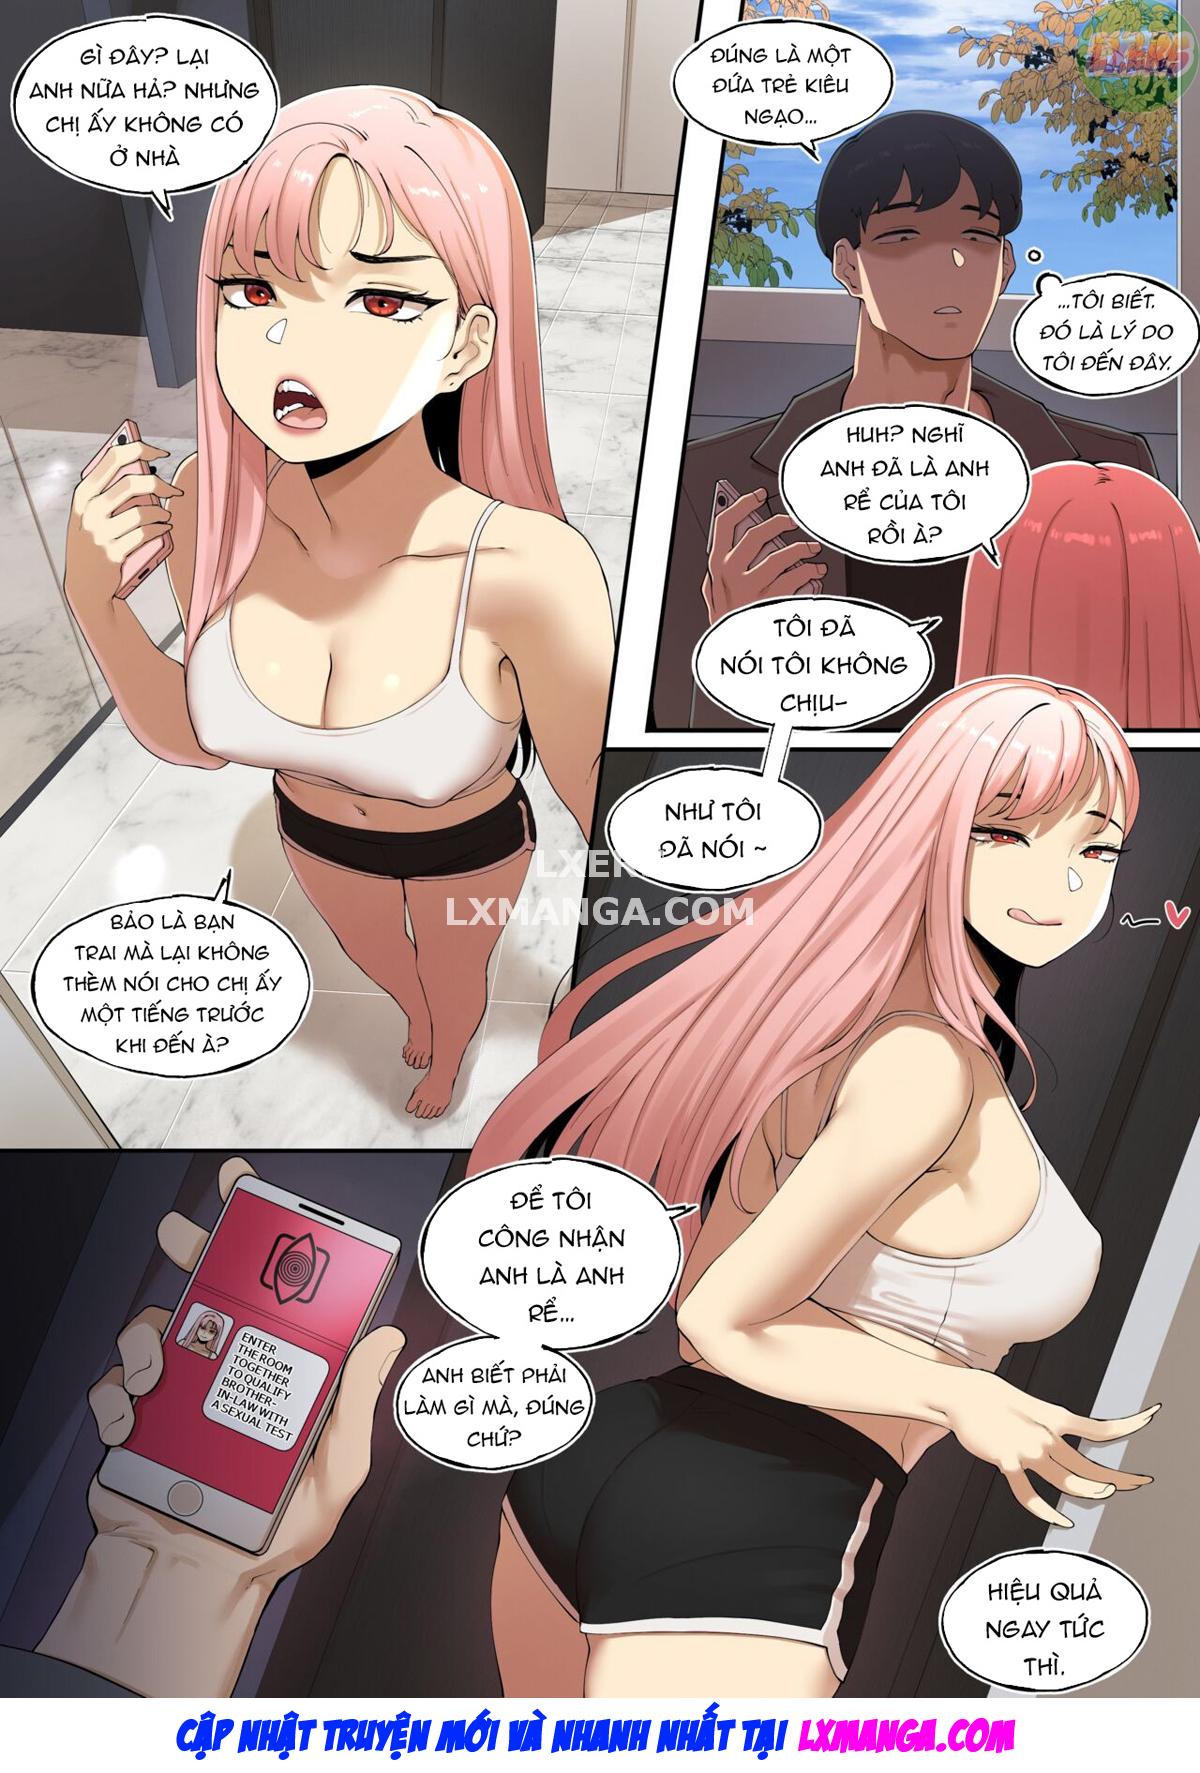 GÌ ĐÂY? LẠI
ANH NỮA HẢ? NHƯNG
CHỊ ẤY KHÔNG CÓ
Ở NHÀ
ĐÚNG LÀ MỘT
ĐỨA TRẺ KIÊU
NGẠO...
...TÔI BIẾT.
ĐÓ LÀ LÝ DO
TÔI ĐẾN ĐÂY.
HUH? NGHĨ
ANH ĐÃ LÀ ANH
RỂ CỦA TÔI
RỒI À?
TÔI ĐÃ
NÓI TÔI KHÔNG
CHỊU-
NHƯ TÔI
ĐÃ NÓI ~
LXMANGA.COM
BẢO LÀ BẠN
TRAI MÀ LẠI KHÔNG
THÈM NÓI CHO CHỊ ẤY
MỘT TIẾNG TRƯỚC
KHI ĐẾN À?
ĐỂ TÔI
CÔNG NHẬN
ANH LÀ ANH
RỂ...
ANH BIẾT PHẢI
LÀM GÌ MÀ, ĐÚNG
CHỨ?
ENTER
THE ROOM
TOGETHER
TO QUALIFY
BROTHER-
IN-LAW WITH
A SEXUAL TEST
HIỆU QUẢ
NGAY TỨC
THÌ.
CẬP NHẬT TRUYỆN MỚI VÀ NHANH NHẤT TẠI LXMANGA.COM